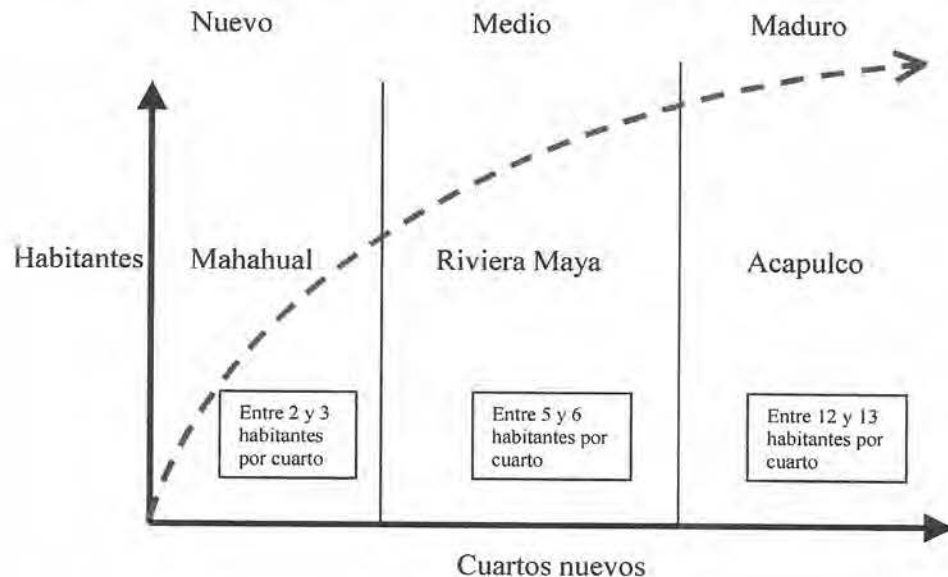 Nuevo
Medio
Maduro
Habitantes
Mahahual
Riviera Maya
Acapulco
Entre 2 y 3
habitantes
por cuarto
Entre 5 y 6
habitantes por
cuarto
Entre 12 y 13
habitantes por
cuarto
Cuartos nuevos